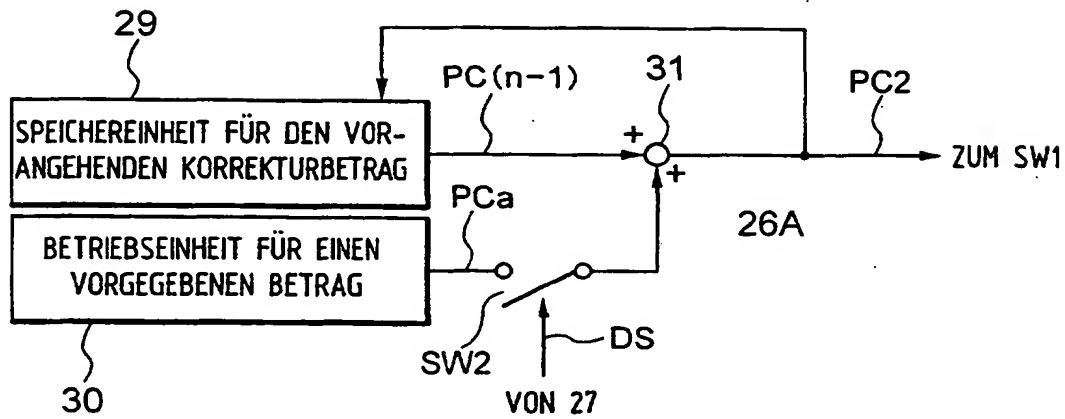 29
PC(n-1)
31
PC2
SPEICHEREINHEIT FÜR DEN VOR-
ANGEHENDEN KORREKTURBETRAG
+
+
ZUM SW1
PCa
26A
BETRIEBSEINHEIT FÜR EINEN
VORGEGEBENEN BETRAG
SW2
DS
30
VON 27